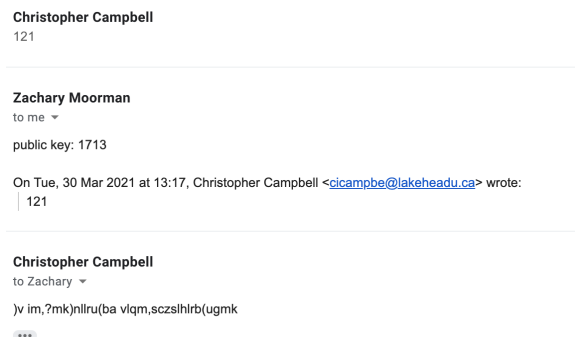 Christopher Campbell
121
Zachary Moorman
to me
public key: 1713
On Tue, 30 Mar 2021 at 13:17, Christopher Campbell <cicampbe@lakeheadu.ca> wrote:
121
Christopher Campbell
to Zachary
)v im,?mk)nllru(ba vlqm,sczslhlrb(ugmk